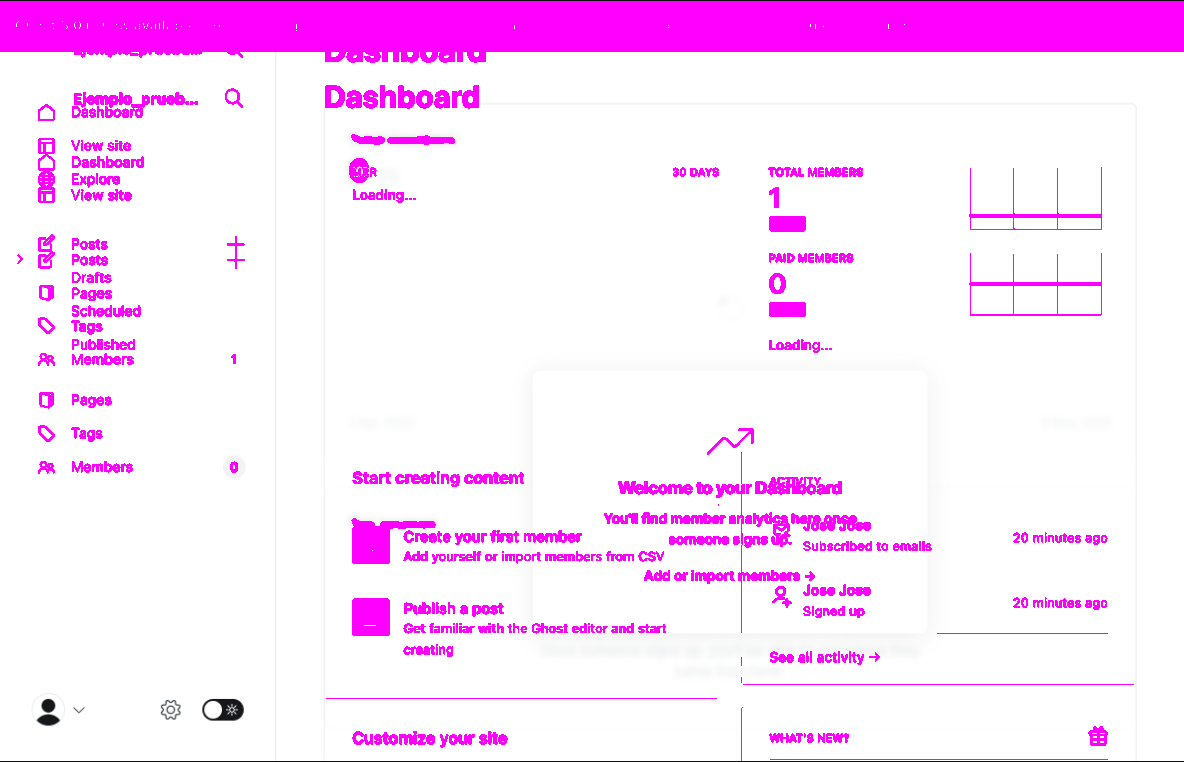 Ejemplo_prueb...
Dashboard
View site
Dashboard
Explore
View site
Posts
Posts
Drafts
Pages
Scheduled
Tags
Published
Members 1
Pages
Tags
Members 0
Dashboard
Dashboard
30 DAYS
Loading...
TOTAL MEMBERS
1
PAID MEMBERS
0
Loading...
Start creating content
Create your first member
Add yourself or import members from CSV
Publish a post
Get familiar with the Ghost editor and start
creating
Customize your site
Welcome to your Dashboard
You'll find member analytics here once
someone signs up.
Add or import members →
ACTIVITY
Jose Jose
Subscribed to emails
20 minutes ago
Jose Jose
Signed up
20 minutes ago
See all activity →
WHAT'S NEW?